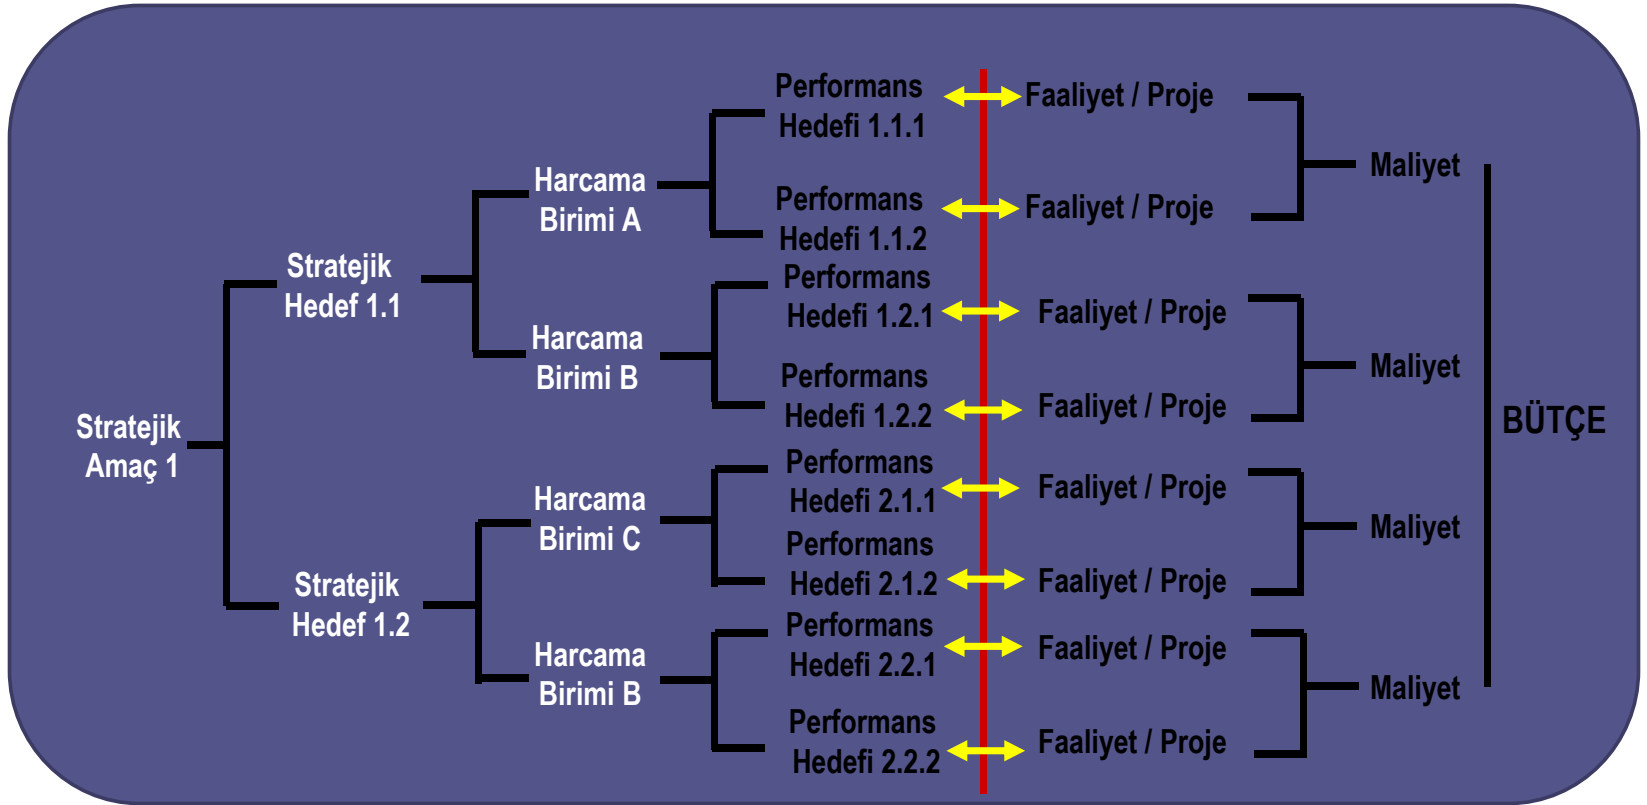 Stratejik
Amaç 1
Stratejik
Hedef 1.1
Stratejik
Hedef 1.2
Harcama
Birimi A
Harcama
Birimi B
Harcama
Birimi C
Harcama
Birimi B
Performans
Hedefi 1.1.1
Performans
Hedefi 1.1.2
Performans
Hedefi 1.2.1
Performans
Hedefi 1.2.2
Performans
Hedefi 2.1.1
Performans
Hedefi 2.1.2
Performans
Hedefi 2.2.1
Performans
Hedefi 2.2.2
Faaliyet / Proje
Faaliyet / Proje
Faaliyet / Proje
Faaliyet / Proje
Faaliyet / Proje
Faaliyet / Proje
Faaliyet / Proje
Faaliyet / Proje
Maliyet
Maliyet
Maliyet
Maliyet
BÜTÇE